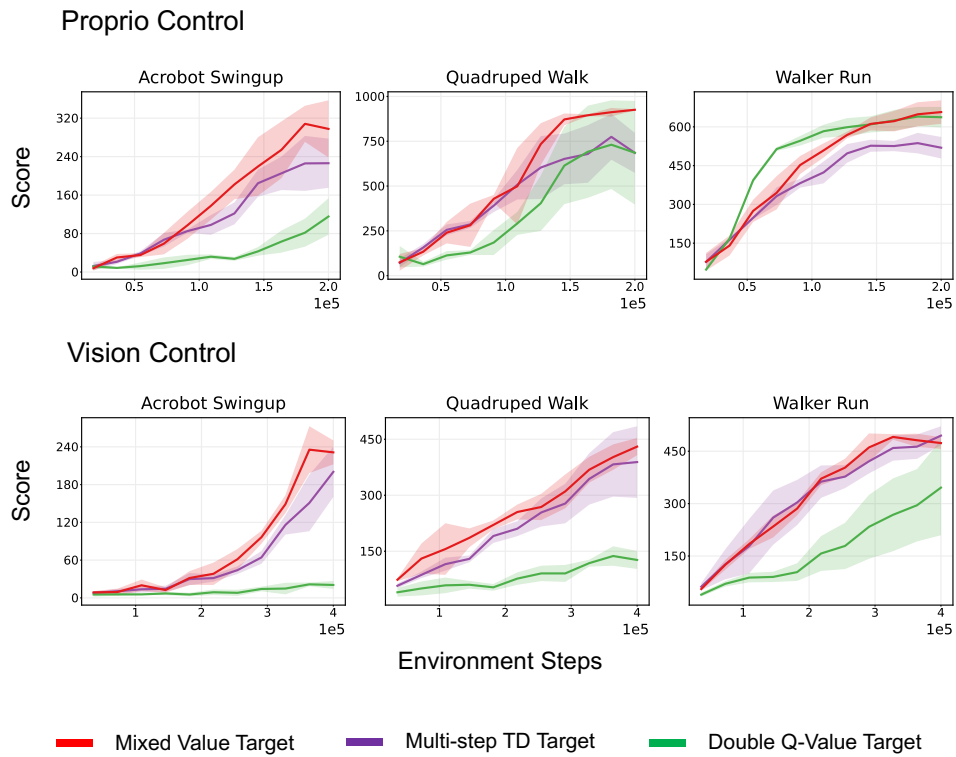 Proprio Control
Acrobot Swingup
Quadruped Walk
Walker Run
Score
320
240
160
80
0
0.5
1.0
1.5
2.0
1e5
1000
750
500
250
0
0.5
1.0
1.5
2.0
1e5
600
450
300
150
0.5
1.0
1.5
2.0
1e5
Vision Control
Acrobot Swingup
Quadruped Walk
Walker Run
Score
240
180
120
60
0
1
2
3
4
1e5
450
300
150
1
2
3
4
1e5
450
300
150
1
2
3
4
1e5
Environment Steps
Mixed Value Target
Multi-step TD Target
Double Q-Value Target